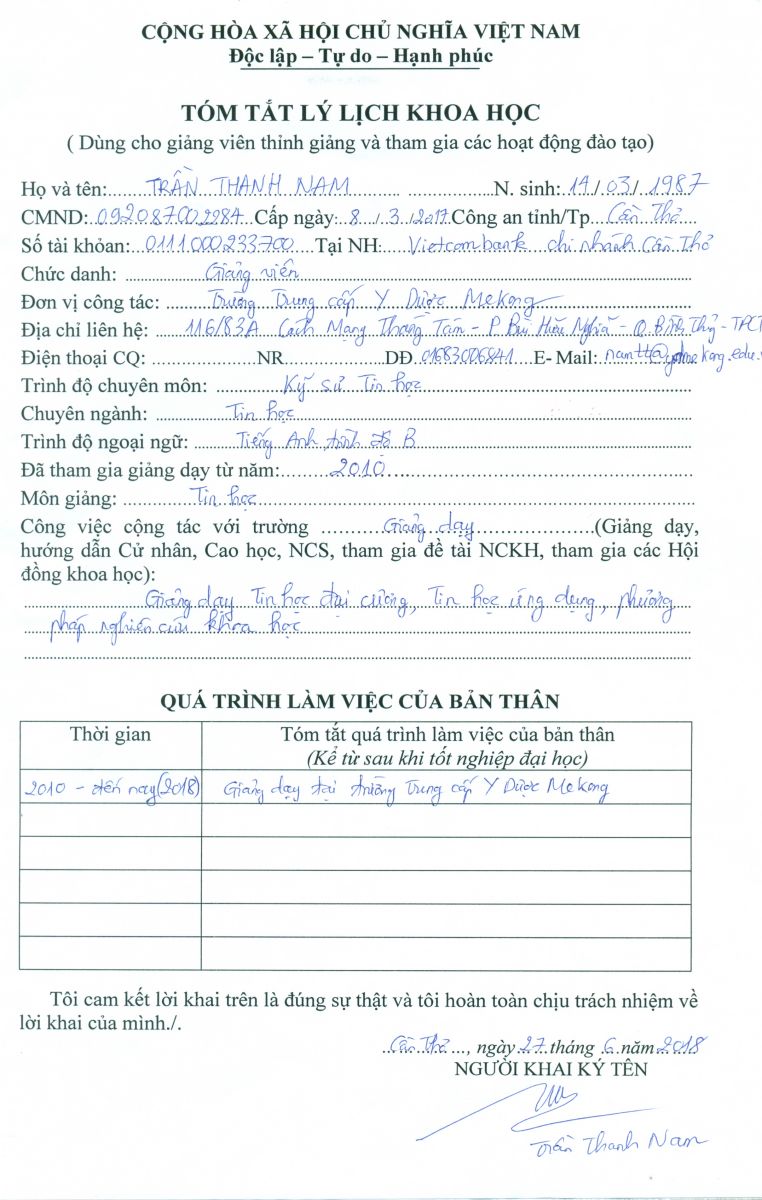 CỘNG HÒA XÃ HỘI CHỦ NGHĨA VIỆT NAM
Độc lập – Tự do – Hạnh phúc
TÓM TẮT LÝ LỊCH KHOA HỌC
( Dùng cho giảng viên thỉnh giảng và tham gia các hoạt động đào tạo)
Họ và tên: TRẦN THANH NAM N. sinh: 14/03/1987
CMND: 092087002984 Cấp ngày: 8/3/2017 Công an tỉnh/Tp Cần Thơ
Số tài khỏan: 0111000233700 Tại NH: Vietcombank chi nhánh Cần Thơ
Chức danh: Giảng viên
Đơn vị công tác: Trường Trung cấp Y Dược Mekong
Địa chỉ liên hệ: 116/83A Cách Mạng Tháng Tám - P Bùi Hữu Nghĩa - Q Bình Thủy - TPCT
Điện thoại CQ: NR DĐ 01683006841 E- Mail:
Trình độ chuyên môn: Kỹ sư Tin học
Chuyên ngành: Tin học
Trình độ ngoại ngữ: Tiếng Anh trình độ B
Đã tham gia giảng dạy từ năm: 2010
Môn giảng: Tin học
Công việc cộng tác với trường Giảng dạy (Giảng dạy,
hướng dẫn Cử nhân, Cao học, NCS, tham gia đề tài NCKH, tham gia các Hội
đồng khoa học):
Giảng dạy Tin học đại cương, Tin học ứng dụng, phương
pháp nghiên cứu khoa học
QUÁ TRÌNH LÀM VIỆC CỦA BẢN THÂN
Thời gian Tóm tắt quá trình làm việc của bản thân
(Kể từ sau khi tốt nghiệp đại học)
2010 - đến nay(2018) Giảng dạy tại trường Trung cấp Y Dược Mekong
Tôi cam kết lời khai trên là đúng sự thật và tôi hoàn toàn chịu trách nhiệm về
lời khai của mình./.
Cần Thơ, ngày 27 tháng 6 năm 2018
NGƯỜI KHAI KÝ TÊN
Trần Thanh Nam